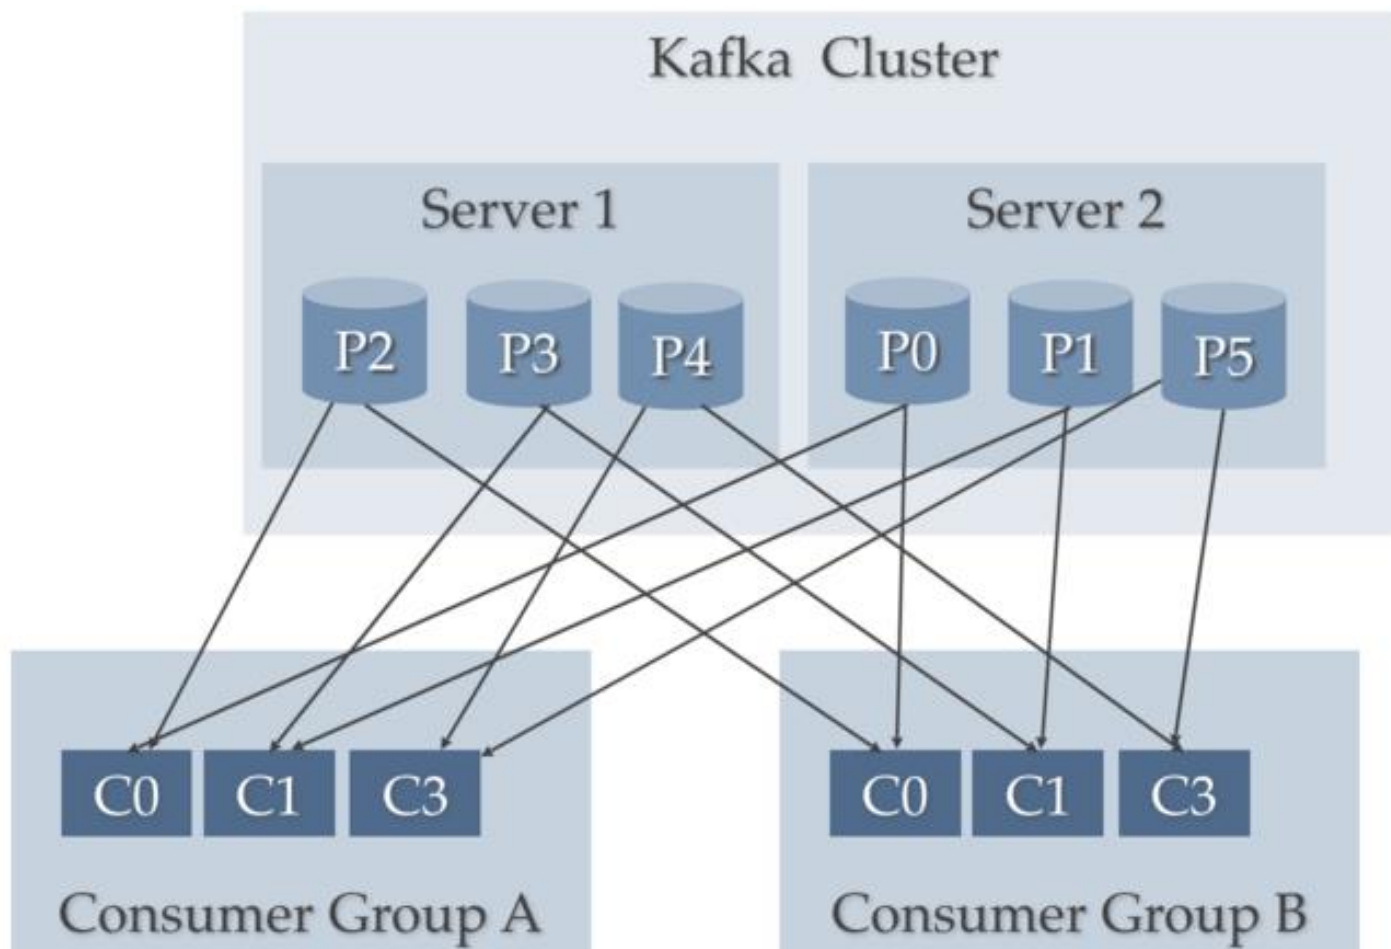 Kafka Cluster
Server 1
Server 2
P2 P3 P4
P0 P1 P5
C0 C1 C3
Consumer Group A
C0 C1 C3
Consumer Group B